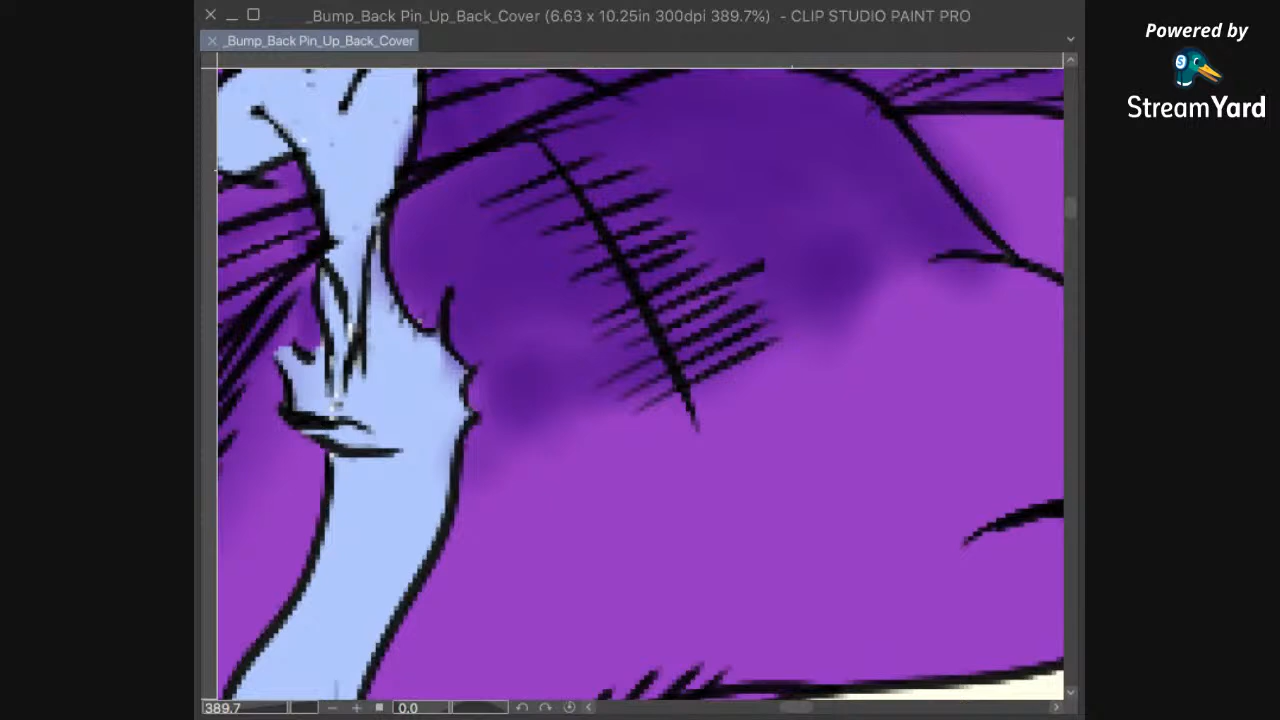 _Bump_Back Pin_Up_Back_Cover (6.63 x 10.25in 300dpi 389.7%) - CLIP STUDIO PAINT PRO
_Bump_Back Pin_Up_Back_Cover
Powered by
StreamYard
389.7
0.0